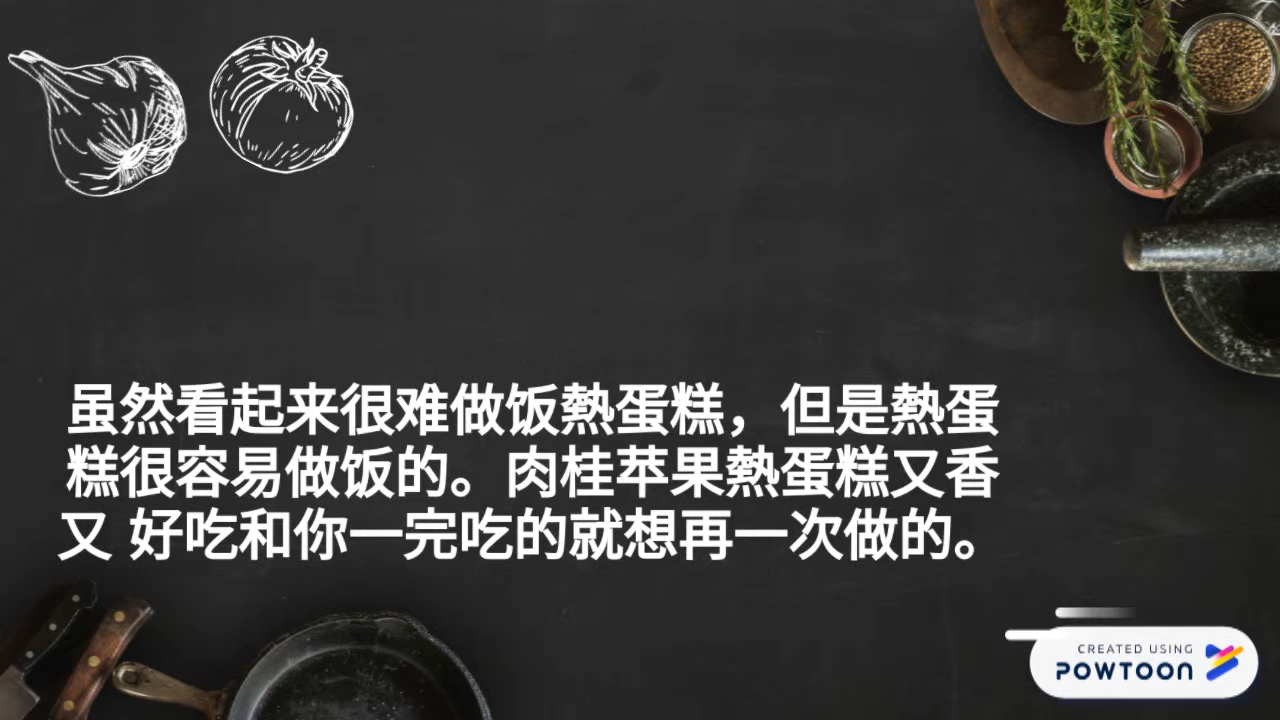 虽然看起来很难做饭熱蛋糕，但是熱蛋
糕很容易做饭的。肉桂苹果熱蛋糕又香
又 好吃和你一完吃的就想再一次做的。
CREATED USING
POWTOON